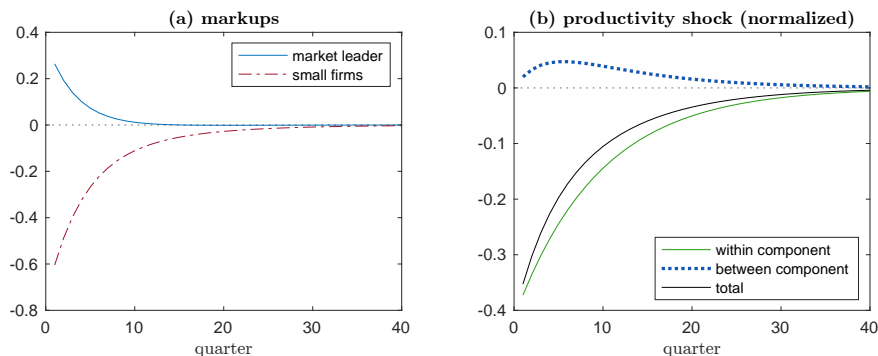 (a) markups
0.4
0.2
0
-0.2
-0.4
-0.6
-0.8
market leader
small firms
0 10 20 30 40
quarter
(b) productivity shock (normalized)
0.1
0
-0.1
-0.2
-0.3
-0.4
within component
between component
total
0 10 20 30 40
quarter